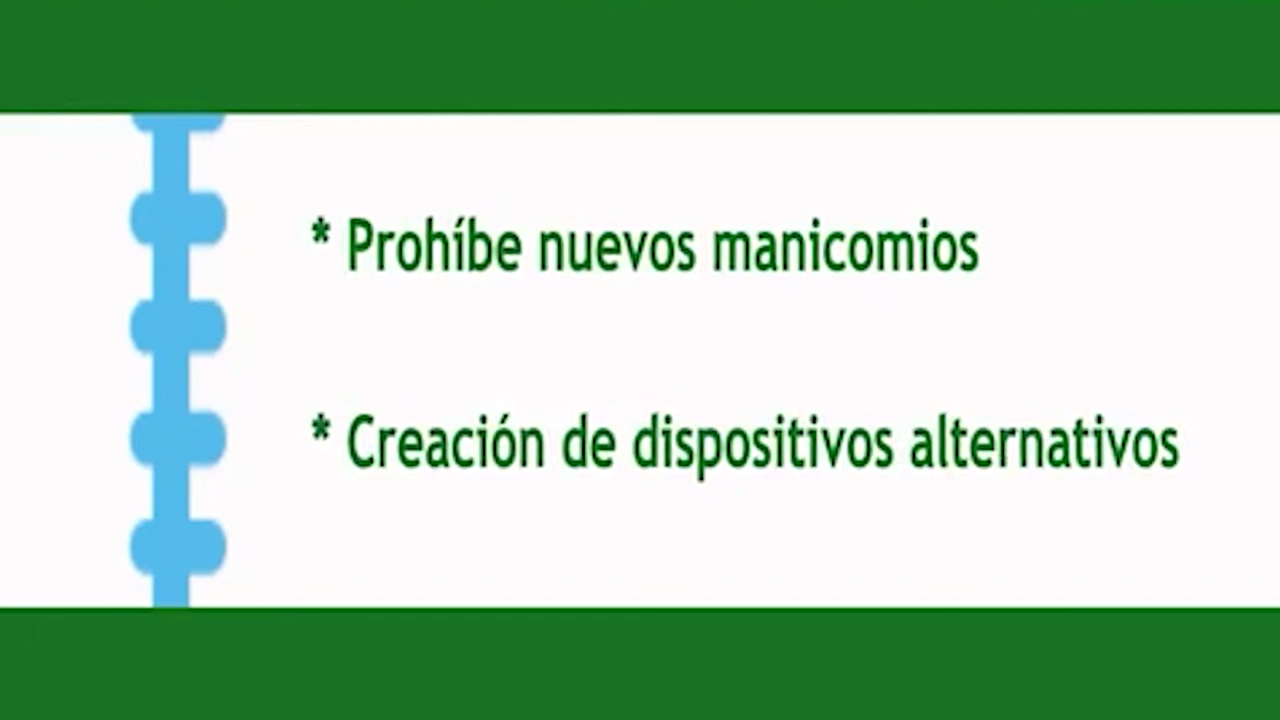 * Prohíbe nuevos manicomios
* Creación de dispositivos alternativos